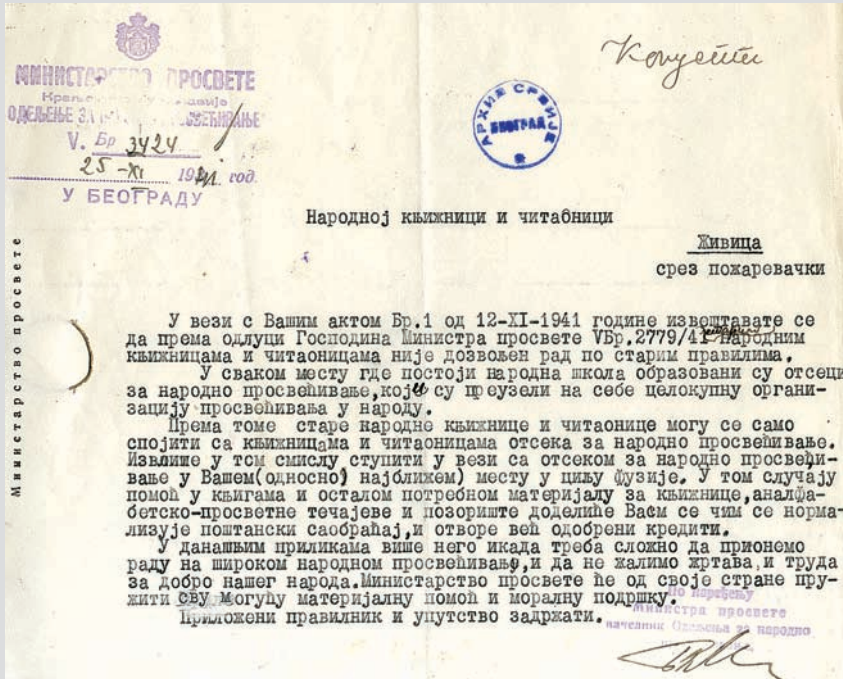 МИНИСТАРСТВО ПРОСВЕТЕ
ОДЕЉЕЊЕ ЗА
V. Бр 3424
25-XI 1941 год.
У БЕОГРАДУ
АРХИВ СРБИЈЕ
БЕОГРАД
Министарство просвете
Народној књижници и читаоници
Живица
срез пожаревачки
У вези с Вашим актом Бр.1 од 12-XI-1941 године извештавате се
да према одлуци Господина Министра просвете VБр.2779/41 Народним
књижницама и читаоницама није дозвољен рад по старим правилима.
У сваком месту где постоји народна школа образовани су отсеци
за народно просвећивање,који су преузели на себе целокупну органи-
зацију просвећивања у народу.
Према томе старе народне књижнице и читаонице могу се само
спојити са књижницама и читаоницама отсека за народно просвећивање.
Извлише у том смислу ступити у вези са отсеком за народно просвећи-
вање у Вашем(односно) најближем) месту у циљу фузије. У том случају
помоћ у књигама и осталом потребном материјалу за књижнице,аналфа-
бетско-просветне течајеве и позориште доделиће Вам се чим се норма-
лизује поштански саобраћај,и отворе већ одобрени кредити.
У данашњим приликама више него икада треба сложно да прионемо
раду на широком народном просвећивању,и да не жалимо жртава,и труда
за добро нашег народа.Министарство просвете ће од своје стране пру-
жити сву могућу материјалну помоћ и моралну подршку.
Приложени правилник и упутство задржати.
По наређењу
Министра просвете
начелник Одељења за народно